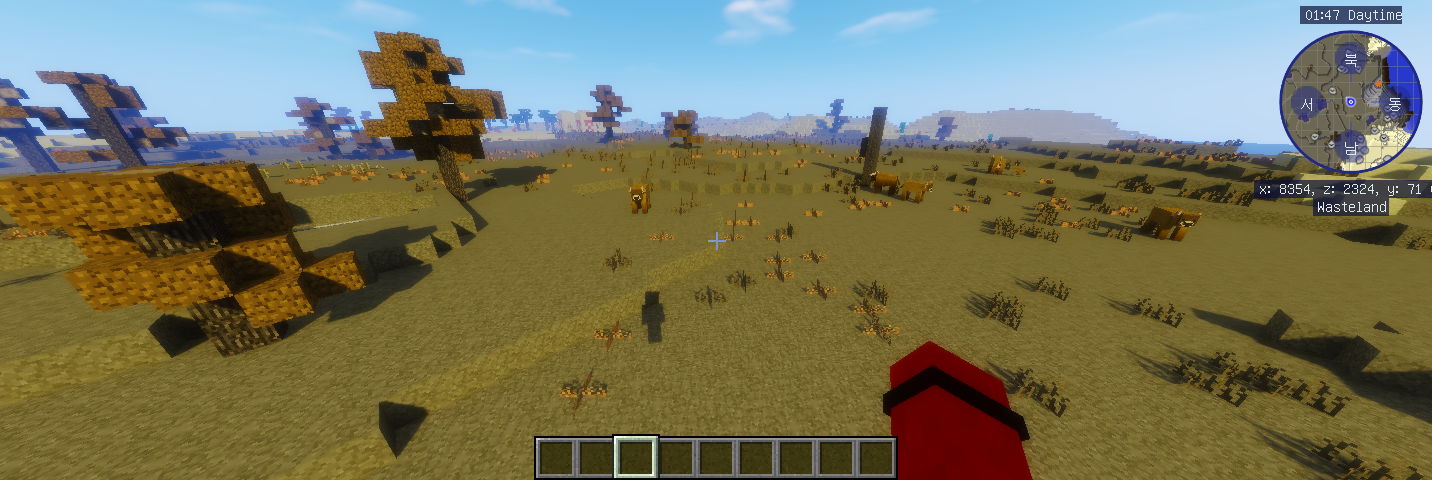 01:47 Daytime
북
서
동
남
x: 8354, z: 2324, y: 71
Wasteland